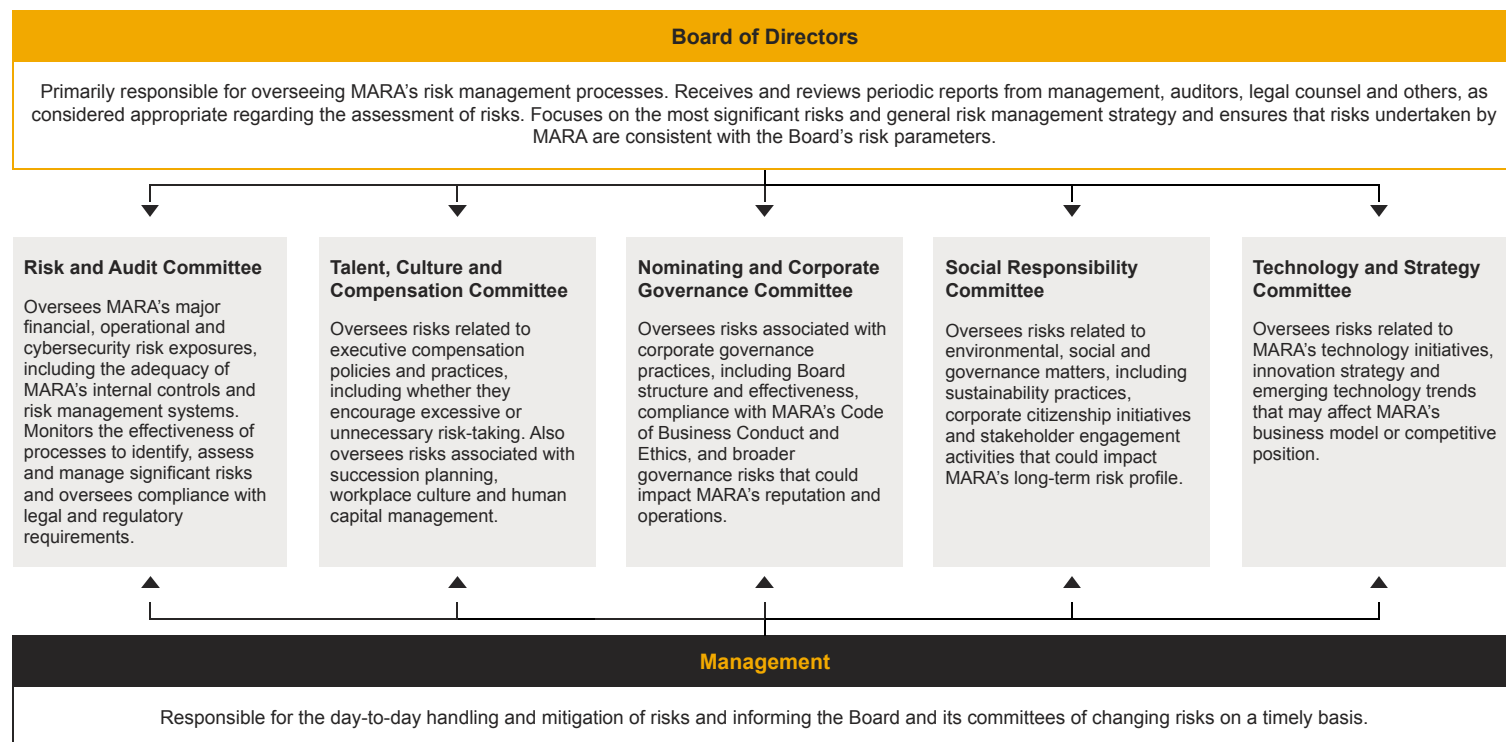 Board of Directors
Primarily responsible for overseeing MARA’s risk management processes. Receives and reviews periodic reports from management, auditors, legal counsel and others, as
considered appropriate regarding the assessment of risks. Focuses on the most significant risks and general risk management strategy and ensures that risks undertaken by
MARA are consistent with the Board’s risk parameters.
Risk and Audit Committee
Oversees MARA’s major
financial, operational and
cybersecurity risk exposures,
including the adequacy of
MARA’s internal controls and
risk management systems.
Monitors the effectiveness of
processes to identify, assess
and manage significant risks
and oversees compliance with
legal and regulatory
requirements.
Talent, Culture and
Compensation Committee
Oversees risks related to
executive compensation
policies and practices,
including whether they
encourage excessive or
unnecessary risk-taking. Also
oversees risks associated with
succession planning,
workplace culture and human
capital management.
Nominating and Corporate
Governance Committee
Oversees risks associated with
corporate governance
practices, including Board
structure and effectiveness,
compliance with MARA’s Code
of Business Conduct and
Ethics, and broader
governance risks that could
impact MARA’s reputation and
operations.
Social Responsibility
Committee
Oversees risks related to
environmental, social and
governance matters, including
sustainability practices,
corporate citizenship initiatives
and stakeholder engagement
activities that could impact
MARA’s long-term risk profile.
Technology and Strategy
Committee
Oversees risks related to
MARA’s technology initiatives,
innovation strategy and
emerging technology trends
that may affect MARA’s
business model or competitive
position.
Management
Responsible for the day-to-day handling and mitigation of risks and informing the Board and its committees of changing risks on a timely basis.